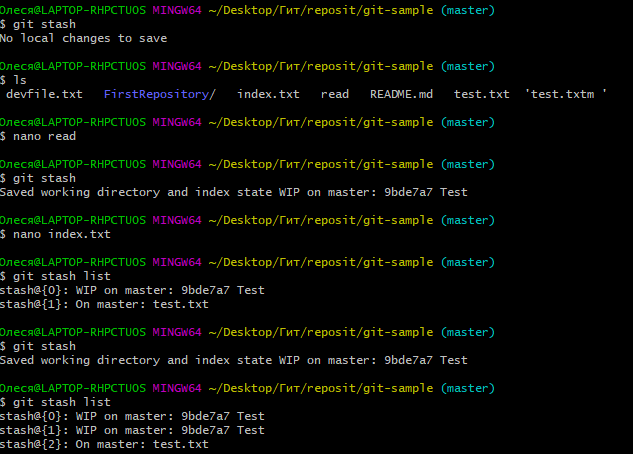 Олеся@LAPTOP-RHPCTUOS MINGW64 ~/Desktop/Гит/reposit/git-sample (master)
$ git stash
No local changes to save
Олеся@LAPTOP-RHPCTUOS MINGW64 ~/Desktop/Гит/reposit/git-sample (master)
$ ls
devfile.txt FirstRepository/ index.txt read README.md test.txt 'test.txtm '
Олеся@LAPTOP-RHPCTUOS MINGW64 ~/Desktop/Гит/reposit/git-sample (master)
$ nano read
Олеся@LAPTOP-RHPCTUOS MINGW64 ~/Desktop/Гит/reposit/git-sample (master)
$ git stash
Saved working directory and index state WIP on master: 9bde7a7 Test
Олеся@LAPTOP-RHPCTUOS MINGW64 ~/Desktop/Гит/reposit/git-sample (master)
$ nano index.txt
Олеся@LAPTOP-RHPCTUOS MINGW64 ~/Desktop/Гит/reposit/git-sample (master)
$ git stash list
stash@{0}: WIP on master: 9bde7a7 Test
stash@{1}: On master: test.txt
Олеся@LAPTOP-RHPCTUOS MINGW64 ~/Desktop/Гит/reposit/git-sample (master)
$ git stash
Saved working directory and index state WIP on master: 9bde7a7 Test
Олеся@LAPTOP-RHPCTUOS MINGW64 ~/Desktop/Гит/reposit/git-sample (master)
$ git stash list
stash@{0}: WIP on master: 9bde7a7 Test
stash@{1}: WIP on master: 9bde7a7 Test
stash@{2}: On master: test.txt